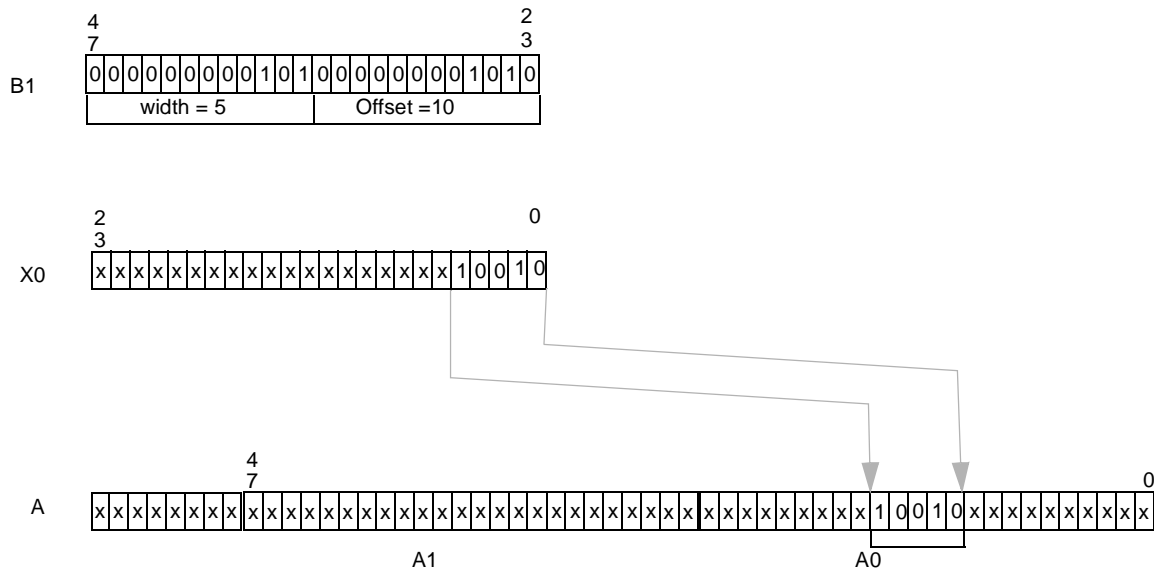 4 2
7 3
B1 0 0 0 0 0 0 0 0 0 1 0 1 0 0 0 0 0 0 0 0 1 0 1 0
width = 5 Offset =10
2 0
3
X0 x x x x x x x x x x x x x x x x x x x 1 0 0 1 0
4 0
7
A x x x x x x x x x x x x x x x x x x x x x x x x x x x x x x x x x x x x x x x x x 1 0 0 1 0 x x x x x x x x x x
A1 A0